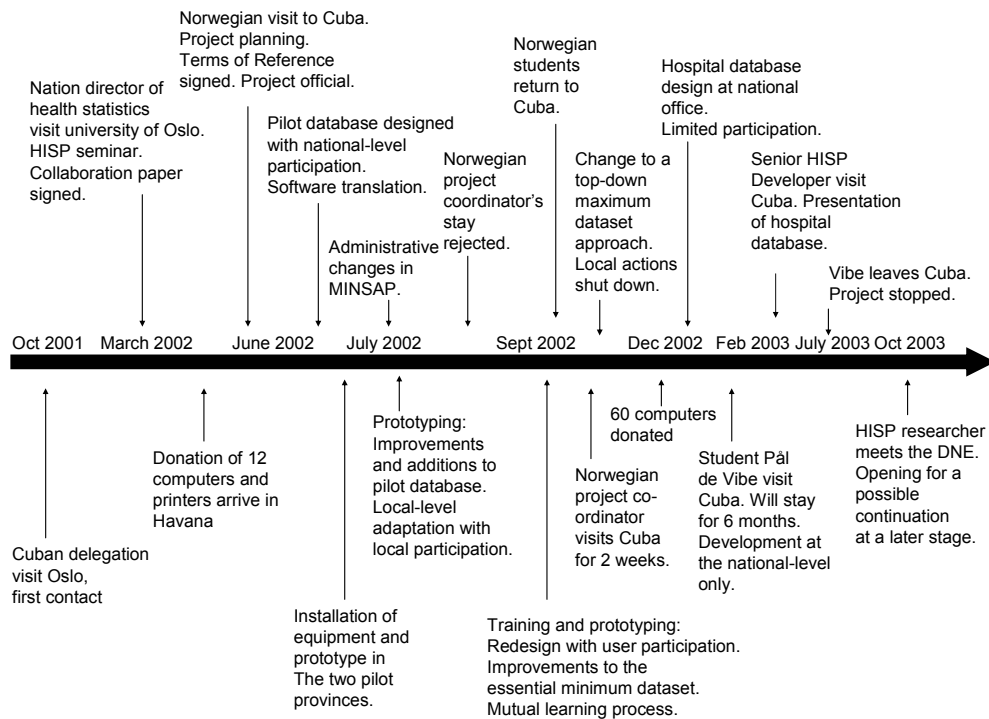 Norwegian visit to Cuba.
Project planning.
Terms of Reference
signed. Project official.
Nation director of
health statistics
visit university of Oslo.
HISP seminar.
Collaboration paper
signed.
Pilot database designed
with national-level
participation.
Software translation.
Administrative
changes in
MINSAP.
Norwegian
project
coordinator's
stay
rejected.
Norwegian
students
return to
Cuba.
Change to a
top-down
maximum
dataset
approach.
Local actions
shut down.
Hospital database
design at national
office.
Limited participation.
Senior HISP
Developer visit
Cuba. Presentation
of hospital
database.
Vibe leaves Cuba.
Project stopped.
Oct 2001 March 2002 June 2002 July 2002 Sept 2002 Dec 2002 Feb 2003 July 2003 Oct 2003
Cuban delegation
visit Oslo,
first contact
Donation of 12
computers and
printers arrive in
Havana
Installation of
equipment and
prototype in
The two pilot
provinces.
Prototyping:
Improvements
and additions to
pilot database.
Local-level
adaptation with
local participation.
Training and prototyping:
Redesign with user participation.
Improvements to the
essential minimum dataset.
Mutual learning process.
Norwegian
project co-
ordinator
visits Cuba
for 2 weeks.
60 computers
donated
Student Pål
de Vibe visit
Cuba. Will stay
for 6 months.
Development at
the national-level
only.
HISP researcher
meets the DNE.
Opening for a
possible
continuation
at a later stage.